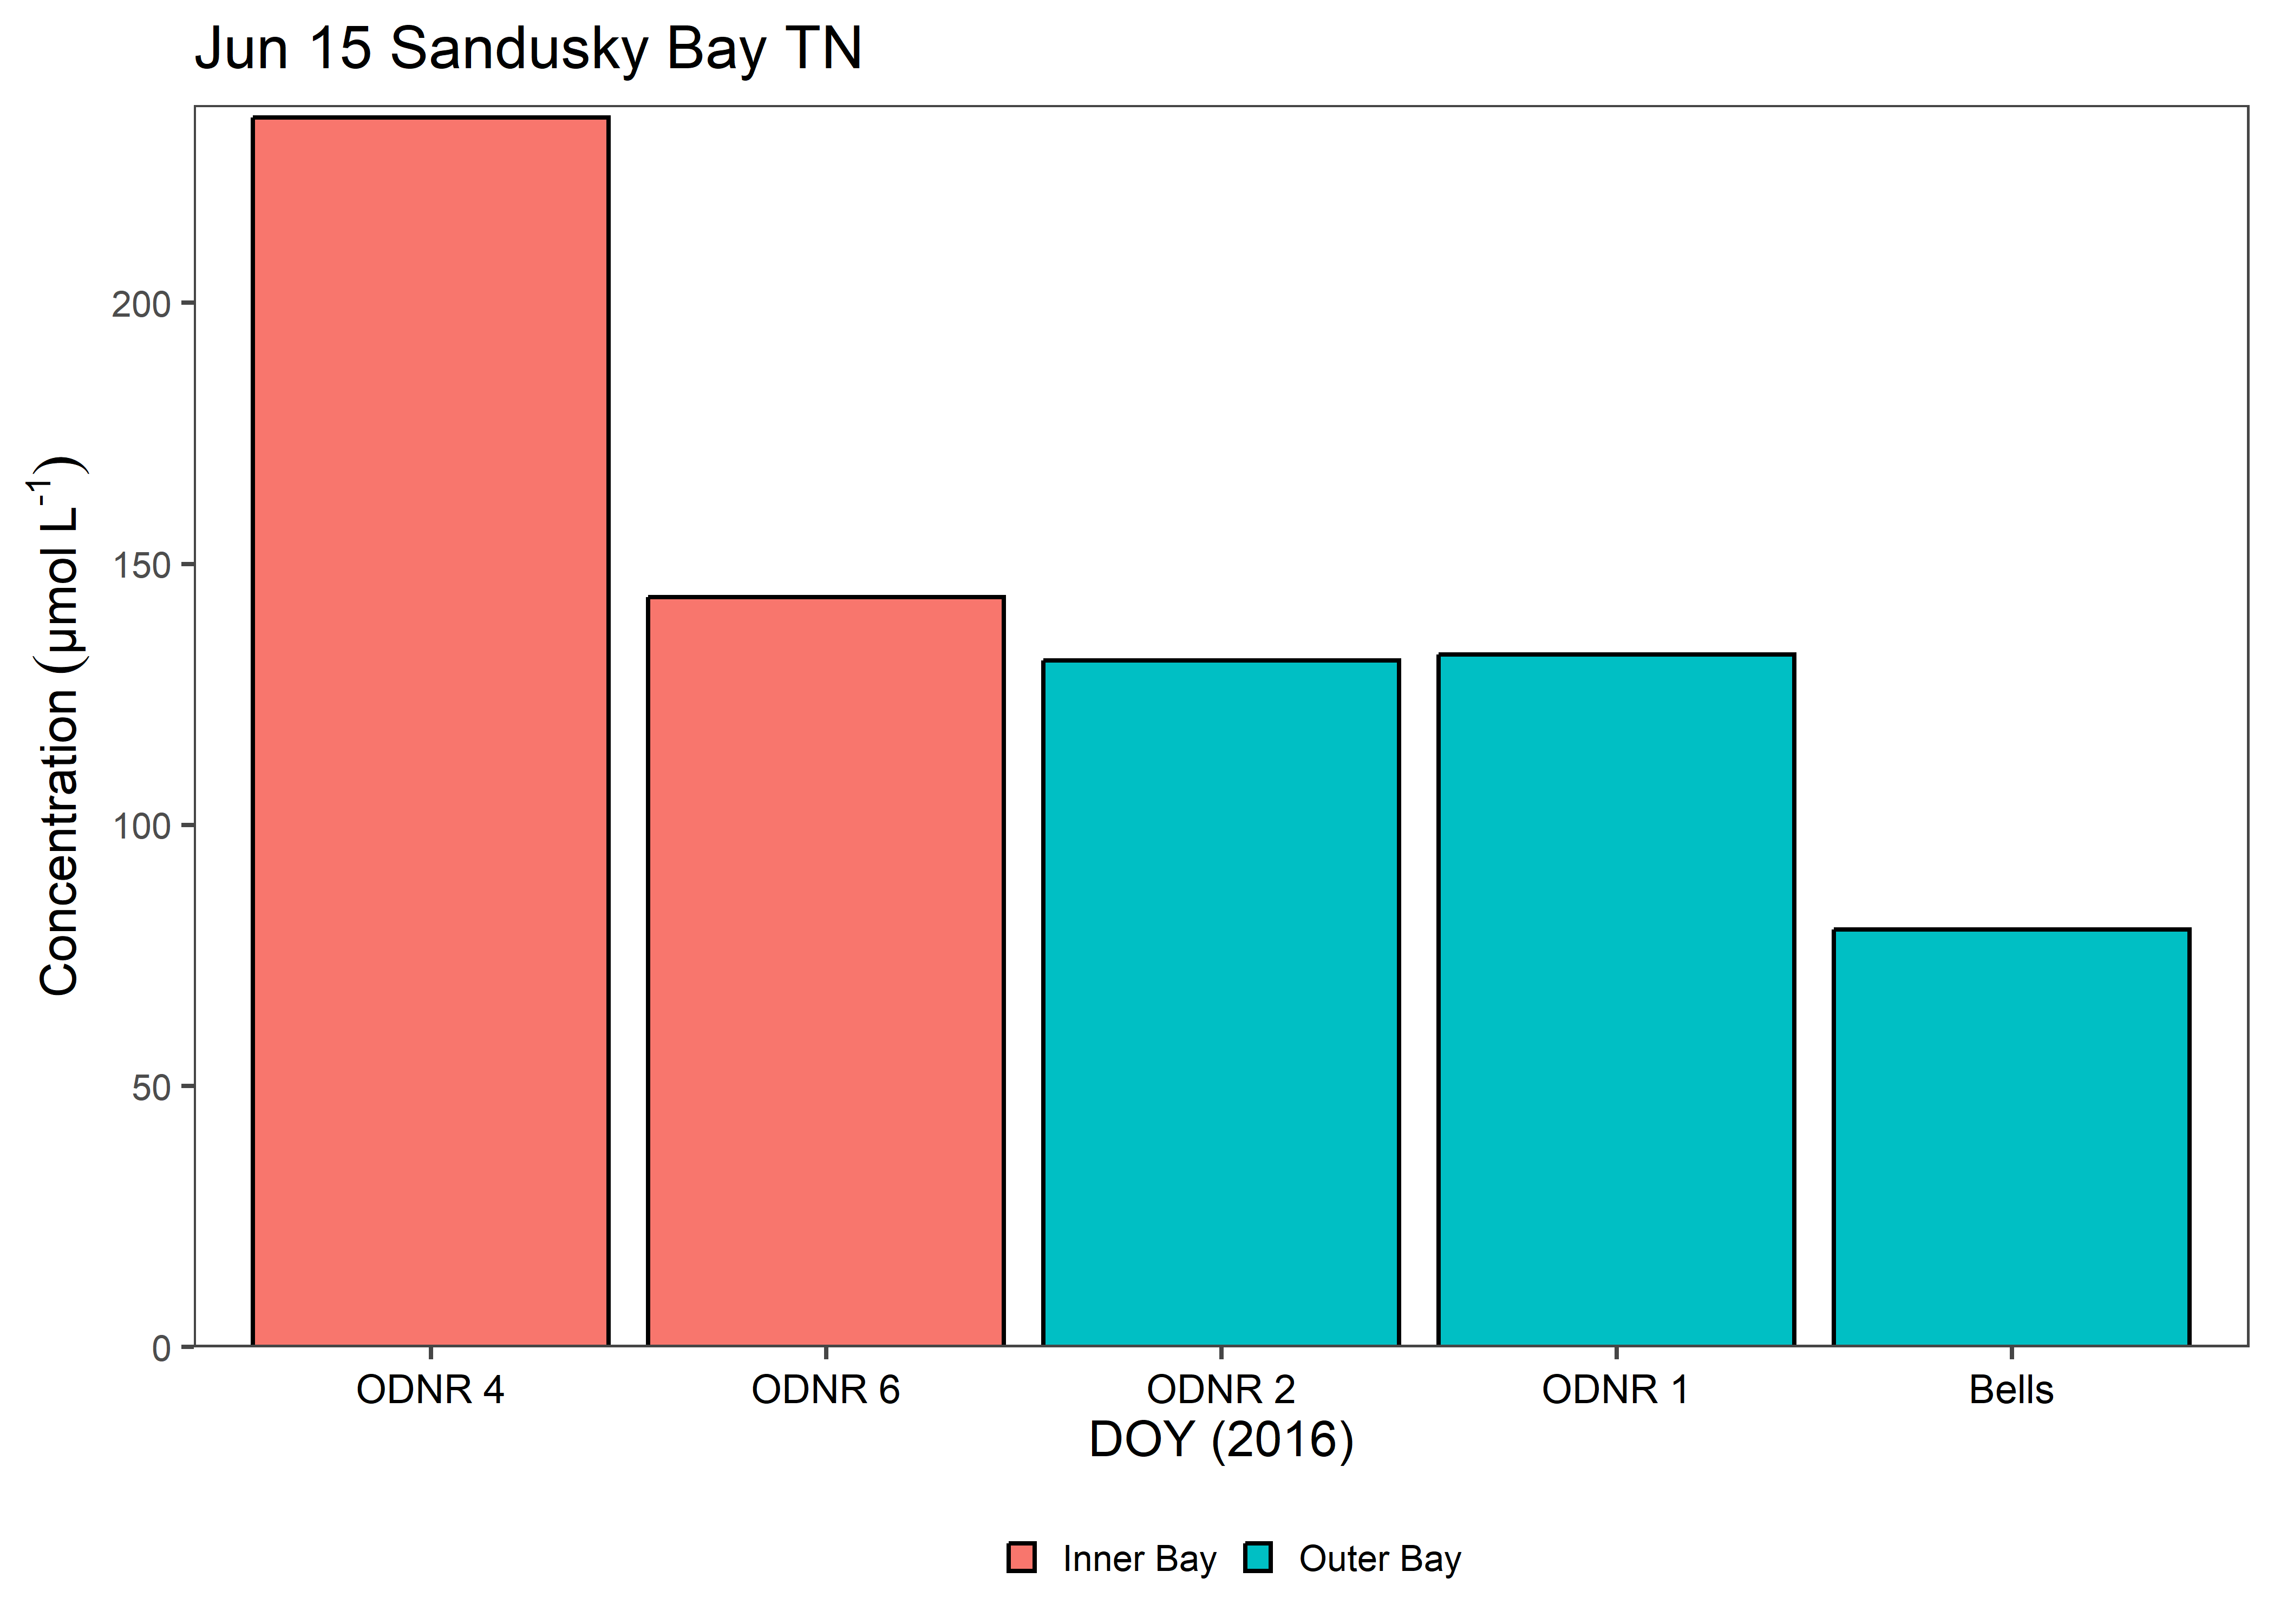 Jun 15 Sandusky Bay TN
Concentration (µmol L⁻¹)
200
150
100
50
0
ODNR 4 ODNR 6 ODNR 2 ODNR 1 Bells
DOY (2016)
Inner Bay Outer Bay